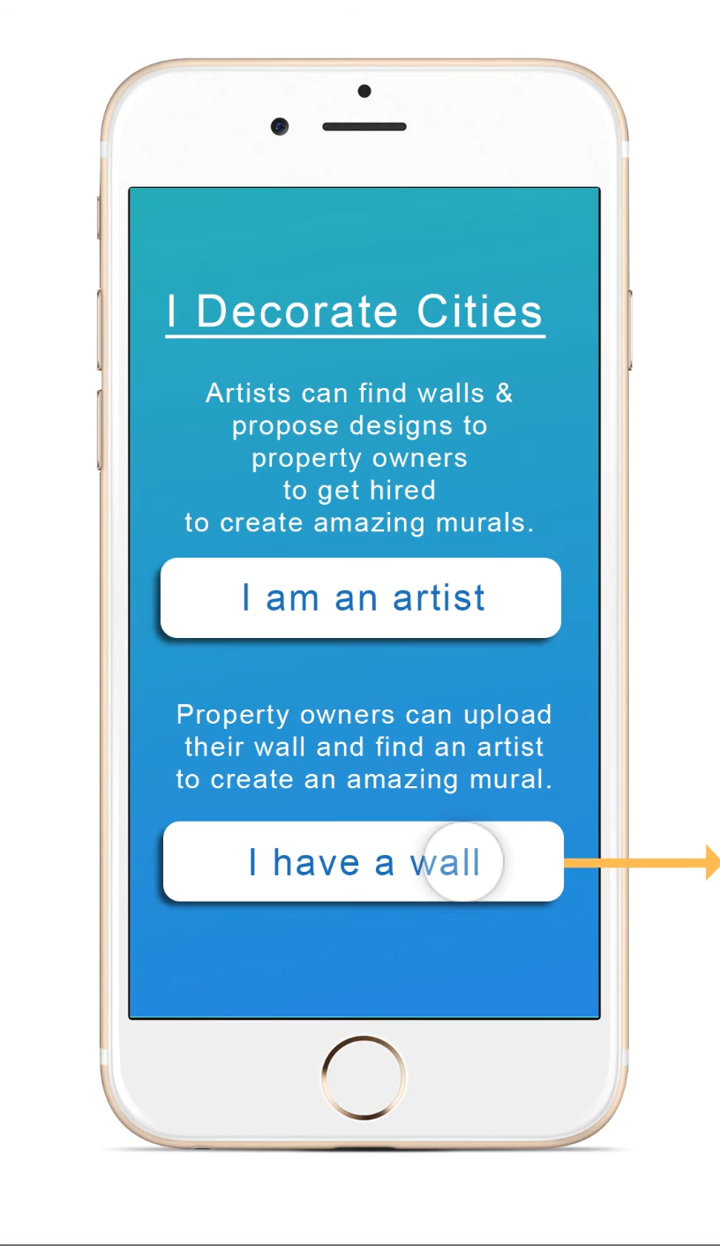 I Decorate Cities
Artists can find walls &
propose designs to
property owners
to get hired
to create amazing murals.
I am an artist
Property owners can upload
their wall and find an artist
to create an amazing mural.
I have a wall